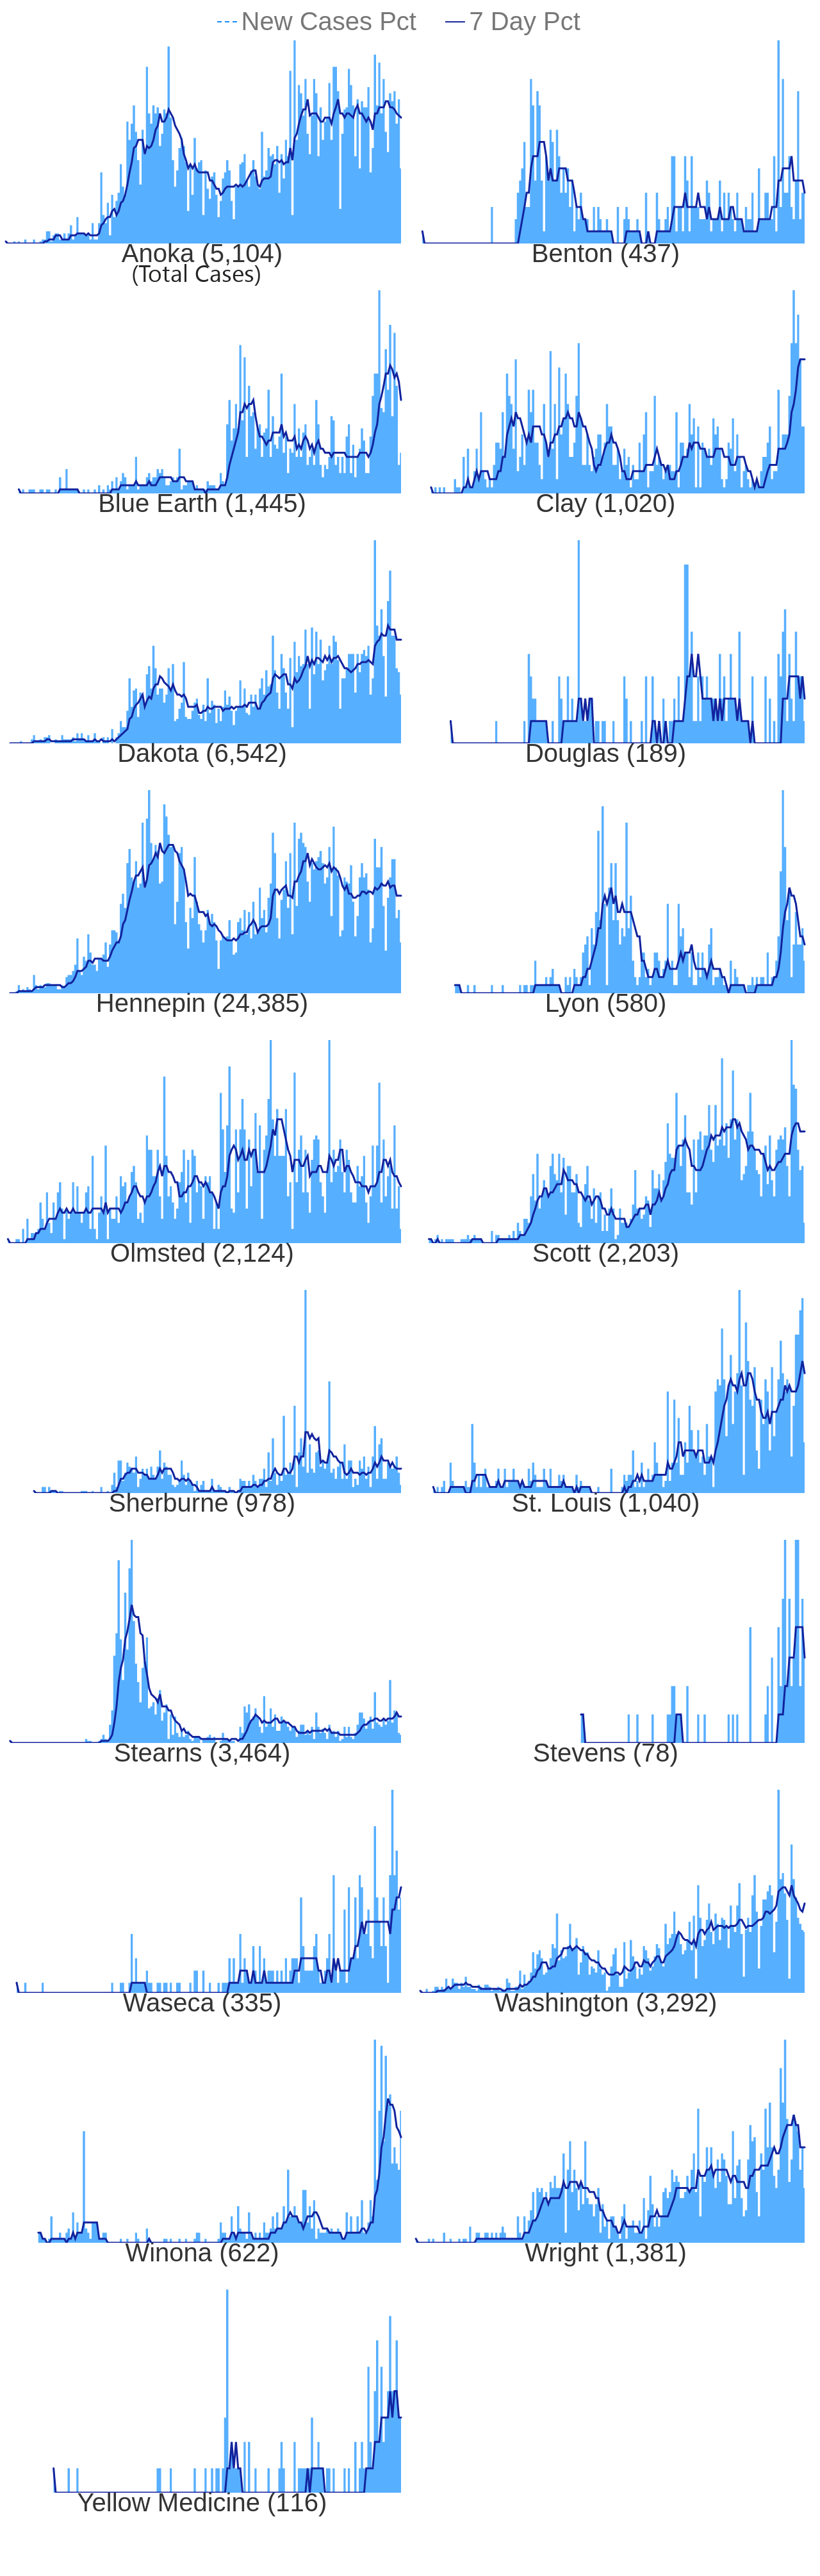 New Cases Pct 7 Day Pct
Anoka (5,104) Benton (437)
(Total Cases)
Blue Earth (1,445) Clay (1,020)
Dakota (6,542) Douglas (189)
Hennepin (24,385) Lyon (580)
Olmsted (2,124) Scott (2,203)
Sherburne (978) St. Louis (1,040)
Stearns (3,464) Stevens (78)
Waseca (335) Washington (3,292)
Winona (622) Wright (1,381)
Yellow Medicine (116)